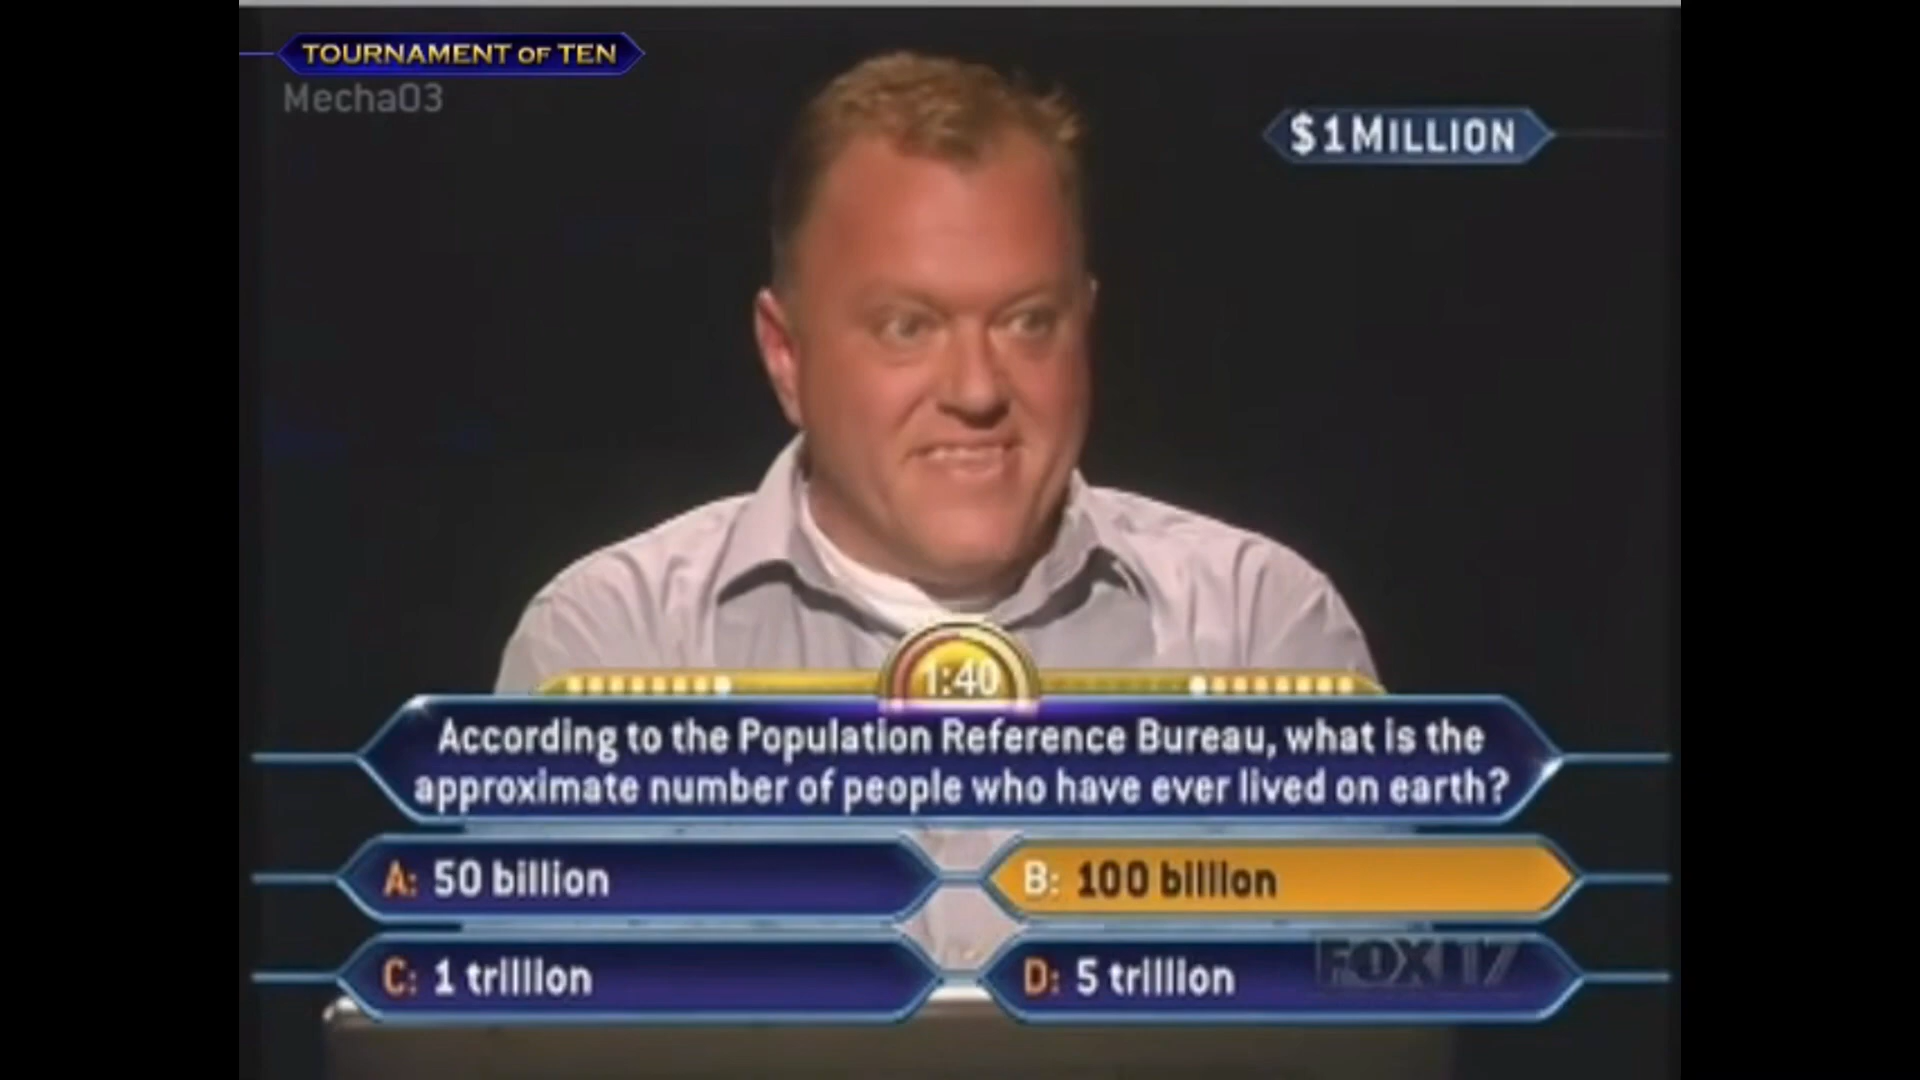 TOURNAMENT OF TEN
Mecha03
$1MILLION
1:40
According to the Population Reference Bureau, what is the
approximate number of people who have ever lived on earth?
A: 50 billion
B: 100 billion
C: 1 trillion
D: 5 trillion
FOX 17